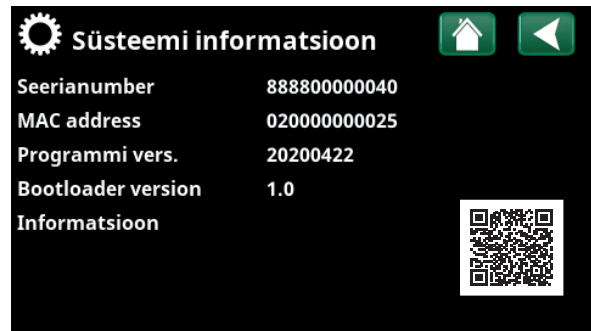 Süsteemi informatsioon
Seerianumber 888800000040
MAC address 020000000025
Programmi vers. 20200422
Bootloader version 1.0
Informatsioon